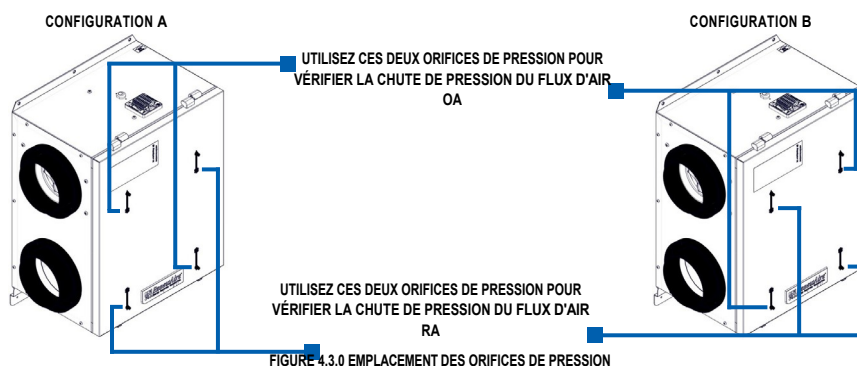 CONFIGURATION A
CONFIGURATION B
UTILISEZ CES DEUX ORIFICES DE PRESSION POUR
VÉRIFIER LA CHUTE DE PRESSION DU FLUX D'AIR
OA
UTILISEZ CES DEUX ORIFICES DE PRESSION POUR
VÉRIFIER LA CHUTE DE PRESSION DU FLUX D'AIR
RA
FIGURE 4.3.0 EMPLACEMENT DES ORIFICES DE PRESSION